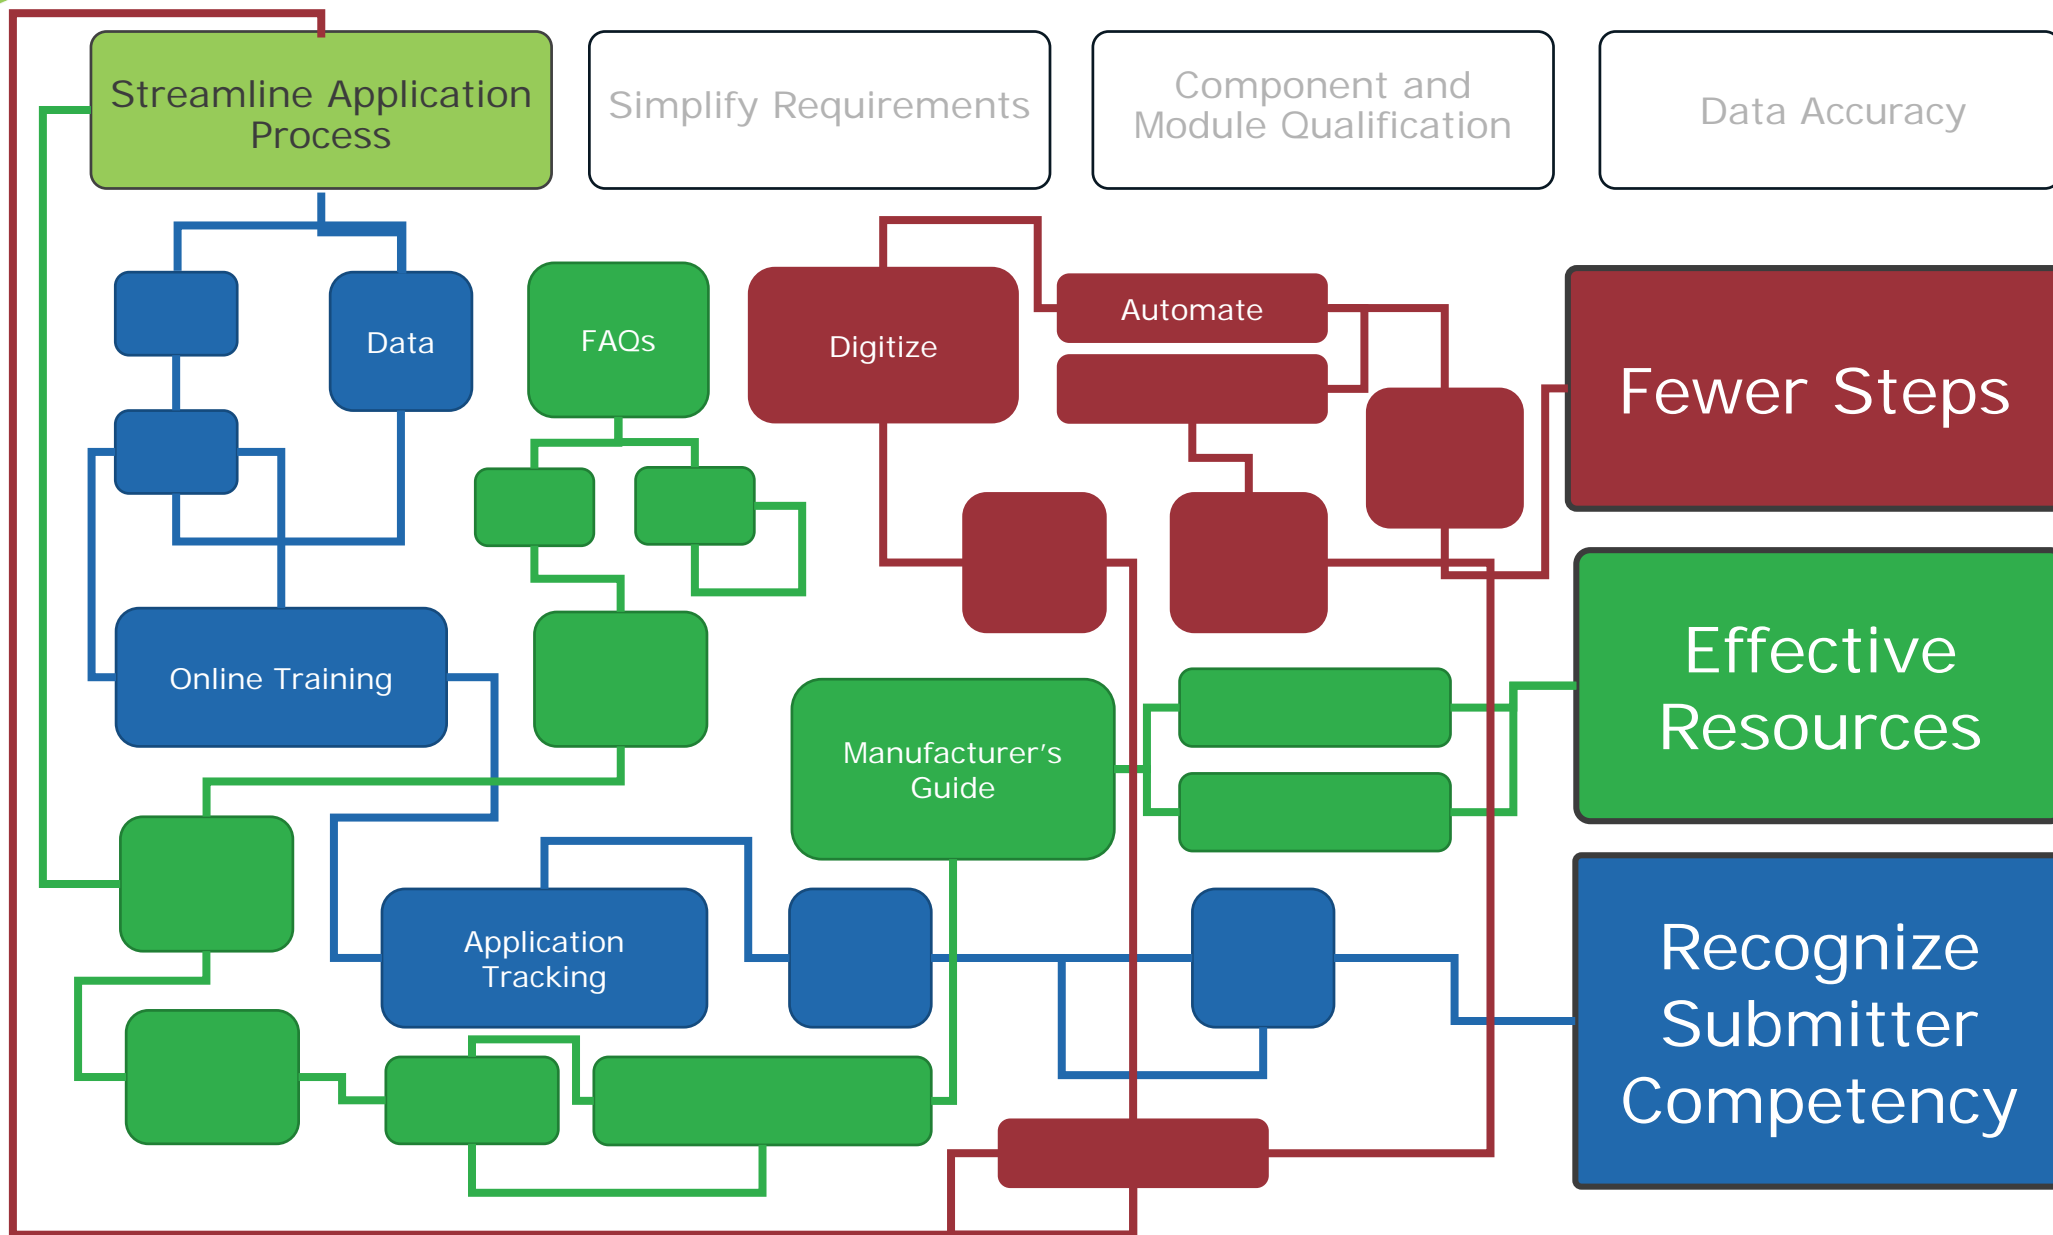 Streamline Application
Process
Simplify Requirements
Component and
Module Qualification
Data Accuracy
Data
FAQs
Digitize
Automate
Fewer Steps
Online Training
Manufacturer's
Guide
Effective
Resources
Application
Tracking
Recognize
Submitter
Competency